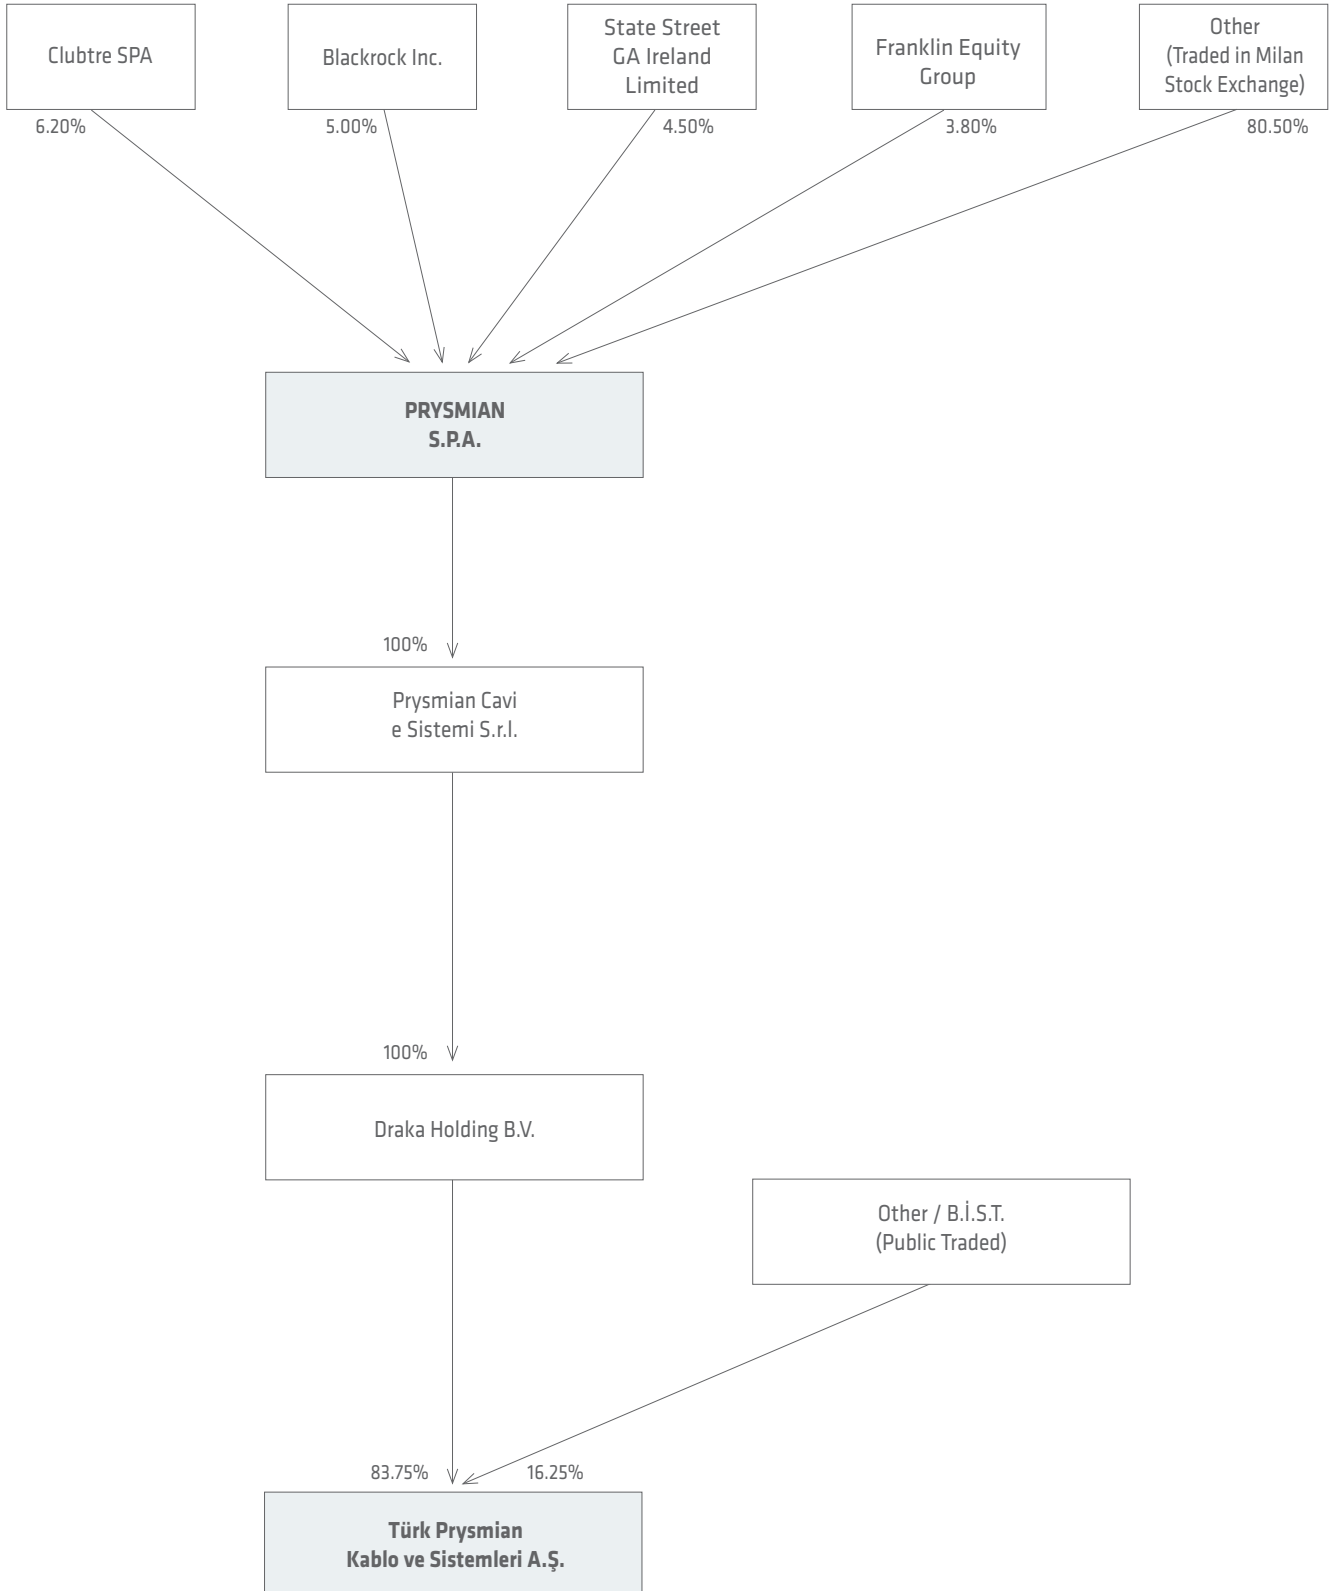 Clubtre SPA
Blackrock Inc.
State Street
GA Ireland
Limited
Franklin Equity
Group
Other
(Traded in Milan
Stock Exchange)
6.20%
5.00%
4.50%
3.80%
80.50%
PRYSMIAN
S.P.A.
100%
Prysmian Cavi
e Sistemi S.r.l.
100%
Draka Holding B.V.
Other / B.İ.S.T.
(Public Traded)
83.75%
16.25%
Türk Prysmian
Kablo ve Sistemleri A.Ş.